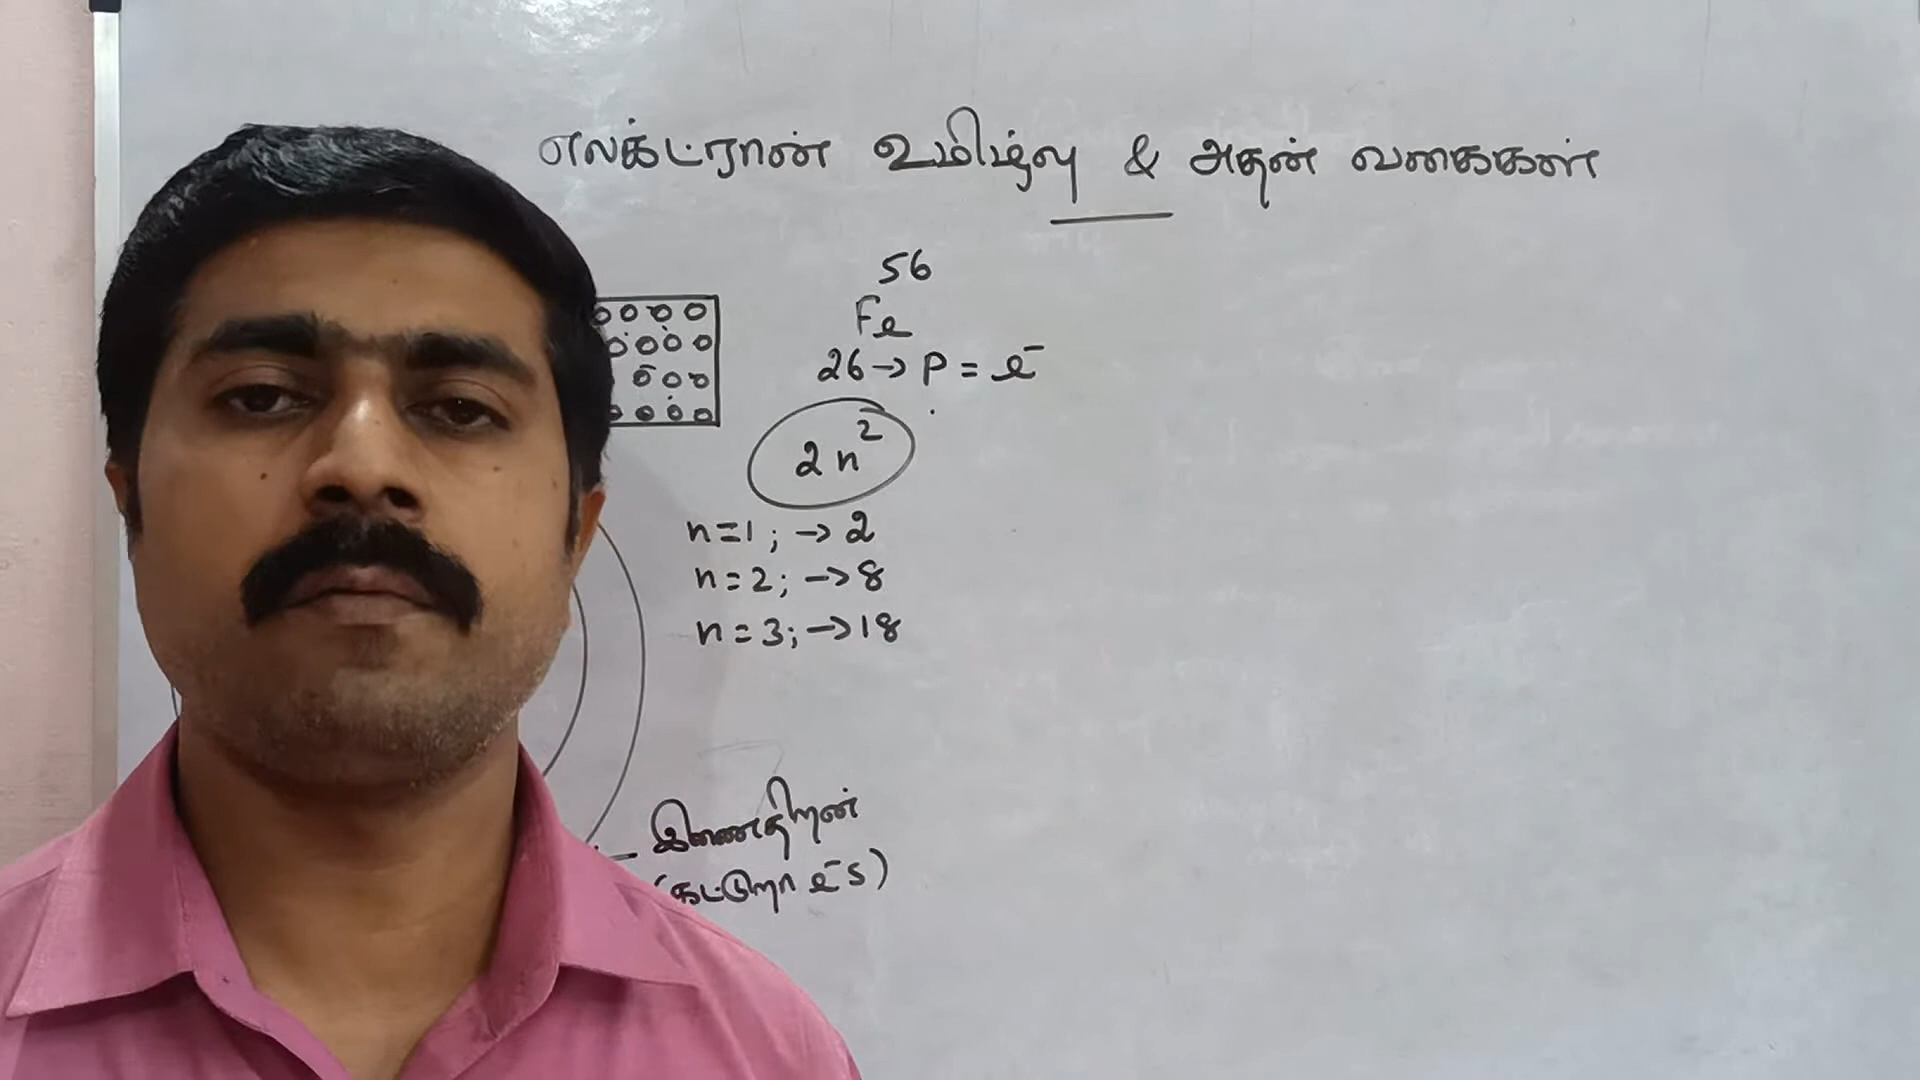 எலக்ட்ரான் உமிழ்வு & அதன் வகைகள்
56
Fe
26 → P = e⁻
2n²
n=1; → 2
n=2; → 8
n=3; → 18
இணைதிறன்
(கட்டுறா e⁻s)